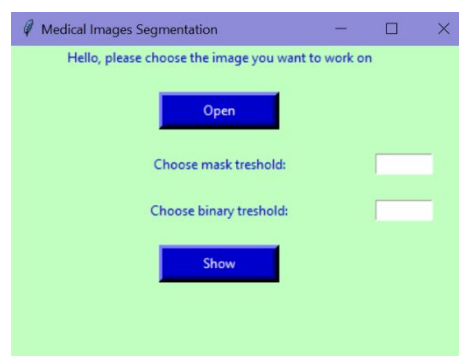 Medical Images Segmentation
Hello, please choose the image you want to work on
Open
Choose mask treshold:
Choose binary treshold:
Show